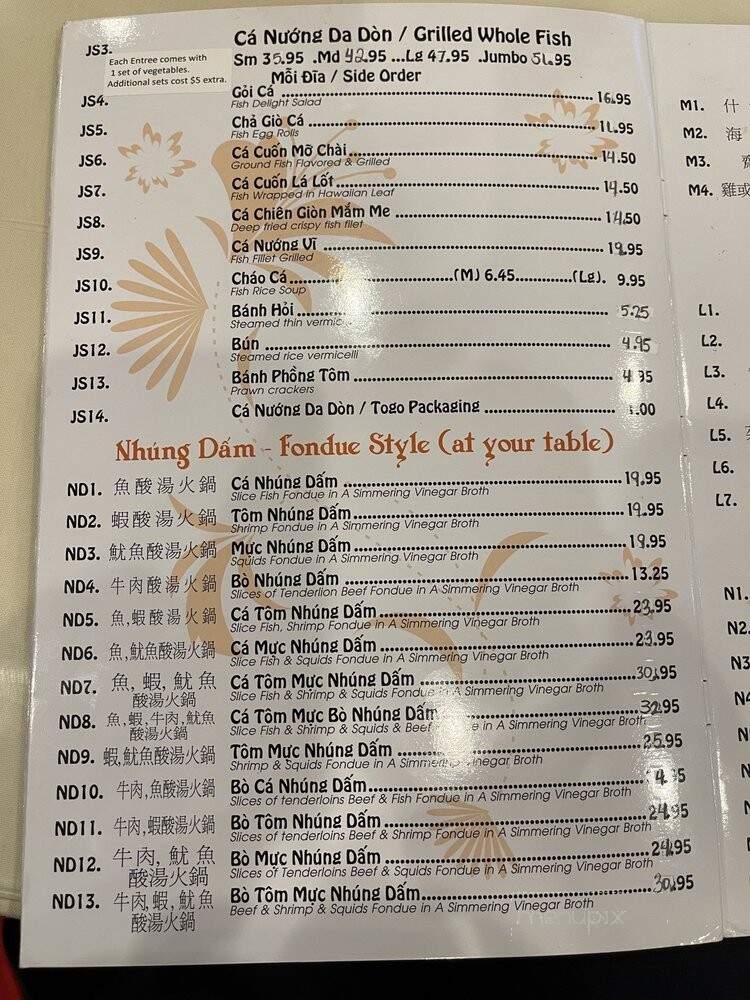 JS3. Cá Nướng Da Dòn / Grilled Whole Fish
Each Entree comes with
1 set of vegetables.
Additional sets cost $5 extra.
Sm 35.95 .Md 42.95 ...Lg 47.95 .Jumbo 51.95
Mỗi Đĩa / Side Order
JS4. Gỏi Cá 16.95
Fish Delight Salad
JS5. Chả Giò Cá 11.95
Fish Egg Rolls
JS6. Cá Cuốn Mỡ Chài 14.50
Ground Fish Flavored & Grilled
JS7. Cá Cuốn Lá Lốt 14.50
Fish Wrapped In Hawaiian Leaf
JS8. Cá Chiên Giòn Mắm Me 14.50
Deep fried crispy fish filet
JS9. Cá Nướng Vĩ 19.95
Fish Fillet Grilled
JS10. Cháo Cá (M) 6.45 (Lg). 9.95
Fish Rice Soup
JS11. Bánh Hỏi 5.25
Steamed thin
JS12. Bún 4.95
Steamed rice vermicelli
JS13. Bánh Phồng Tôm 4.95
Prawn crackers
JS14. Cá Nướng Da Dòn / Togo Packaging
Nhúng Dấm - Fondue Style (at your table)
ND1. 魚酸湯火鍋 Cá Nhúng Dấm 19.95
Slice Fish Fondue in A Simmering Vinegar Broth
ND2. 蝦酸湯火鍋 Tôm Nhúng Dấm 19.95
Shrimp Fondue in A Simmering Vinegar Broth
ND3. 魷魚酸湯火鍋 Mực Nhúng Dấm 19.95
Squids Fondue in A Simmering Vinegar Broth
ND4. 牛肉酸湯火鍋 Bò Nhúng Dấm 13.25
Slices of Tenderlion Beef Fondue in A Simmering Vinegar Broth
ND5. 魚,蝦酸湯火鍋 Cá Tôm Nhúng Dấm 23.95
Slice Fish, Shrimp Fondue in A Simmering Vinegar Broth
ND6. 魚,魷魚酸湯火鍋 Cá Mực Nhúng Dấm 23.95
Slice Fish & Squids Fondue in A Simmering Vinegar Broth
ND7. 魚, 蝦, 魷魚 Cá Tôm Mực Nhúng Dấm 30.95
酸湯火鍋 Slice Fish & Shrimp & Squids Fondue in A Simmering Vinegar Broth
ND8. 魚,蝦,牛肉,魷魚 Cá Tôm Mực Bò Nhúng Dấm 32.95
酸湯火鍋 Slice Fish & Shrimp & Squids & Beef Fondue in A Simmering Vinegar Broth
ND9. 蝦,魷魚酸湯火鍋 Tôm Mực Nhúng Dấm 25.95
Shrimp & Squids Fondue in A Simmering Vinegar Broth
ND10. 牛肉,魚酸湯火鍋 Bò Cá Nhúng Dấm
Slices of tenderloins Beef & Fish Fondue in A Simmering Vinegar Broth
ND11. 牛肉,蝦酸湯火鍋 Bò Tôm Nhúng Dấm 24.95
Slices of tenderloins Beef & Shrimp Fondue in A Simmering Vinegar Broth
ND12. 牛肉, 魷魚 Bò Mực Nhúng Dấm 24.95
酸湯火鍋 Slices of Tenderloins Beef & Squids Fondue in A Simmering Vinegar Broth
ND13. 牛肉, 蝦, 魷魚 Bò Tôm Mực Nhúng Dấm 30.95
酸湯火鍋 Beef & Shrimp & Squids Fondue in A Simmering Vinegar Broth
M1. 什
M2. 海
M3.
M4. 雞或
L1.
L2.
L3.
L4.
L5.
L6.
L7.
N1.
N2.
N3